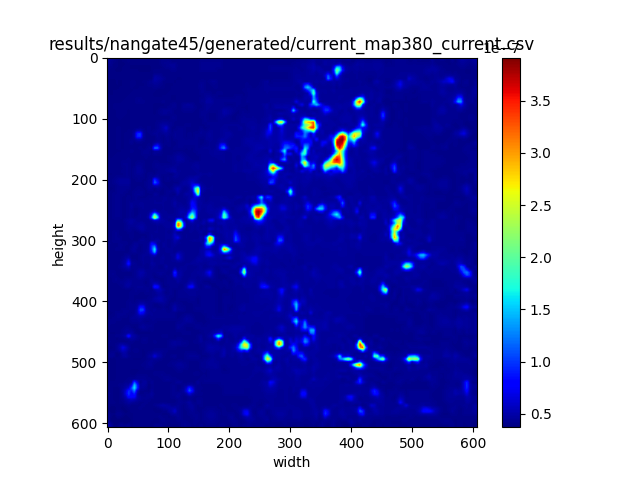 results/nangate45/generated/current_map380_current.csv
1e−7
0
100
200
300
400
500
600
height
0 100 200 300 400 500 600
width
3.5
3.0
2.5
2.0
1.5
1.0
0.5